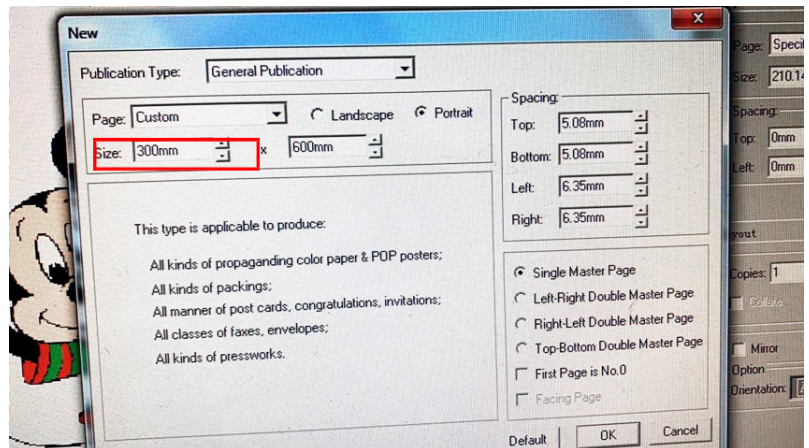 New
Publication Type: General Publication
Page: Custom Landscape Portrait
Size: 300mm x 600mm
This type is applicable to produce:
All kinds of propaganding color paper & POP posters;
All kinds of packings;
All manner of post cards, congratulations, invitations;
All classes of faxes, envelopes;
All kinds of pressworks.
Spacing:
Top: 5.08mm
Bottom: 5.08mm
Left: 6.35mm
Right: 6.35mm
Single Master Page
Left-Right Double Master Page
Right-Left Double Master Page
Top-Bottom Double Master Page
First Page is No.0
Facing Page
Default OK Cancel
Page: Speci
Size: 210.14
Spacing:
Top: 0mm
Left: 0mm
yout
Copies: 1
Collate
Mirror
Option
Orientation: